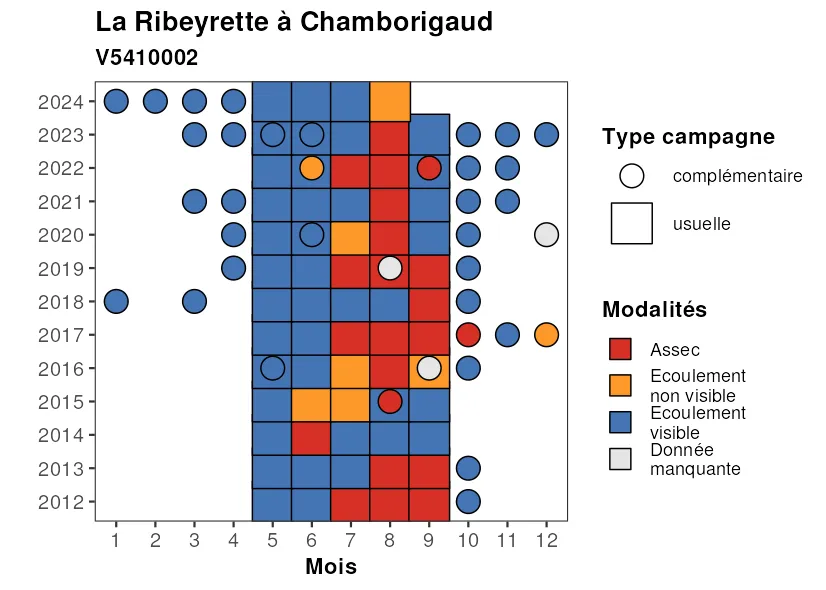 La Ribeyrette à Chamborigaud
V5410002
2024
2023
2022
2021
2020
2019
2018
2017
2016
2015
2014
2013
2012
1 2 3 4 5 6 7 8 9 10 11 12
Mois
Type campagne
complémentaire
usuelle
Modalités
Assec
Ecoulement
non visible
Ecoulement
visible
Donnée
manquante